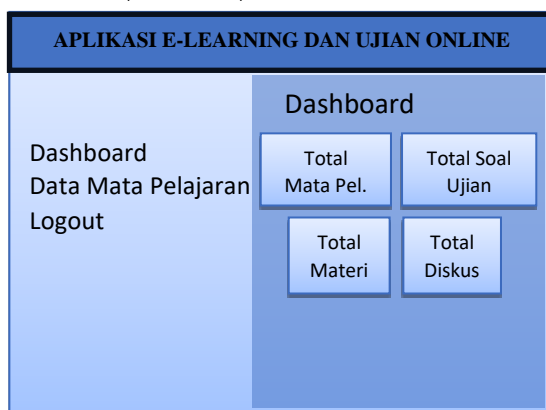 APLIKASI E-LEARNING DAN UJIAN ONLINE
Dashboard
Data Mata Pelajaran
Logout
Dashboard
Total
Mata Pel.
Total Soal
Ujian
Total
Materi
Total
Diskus